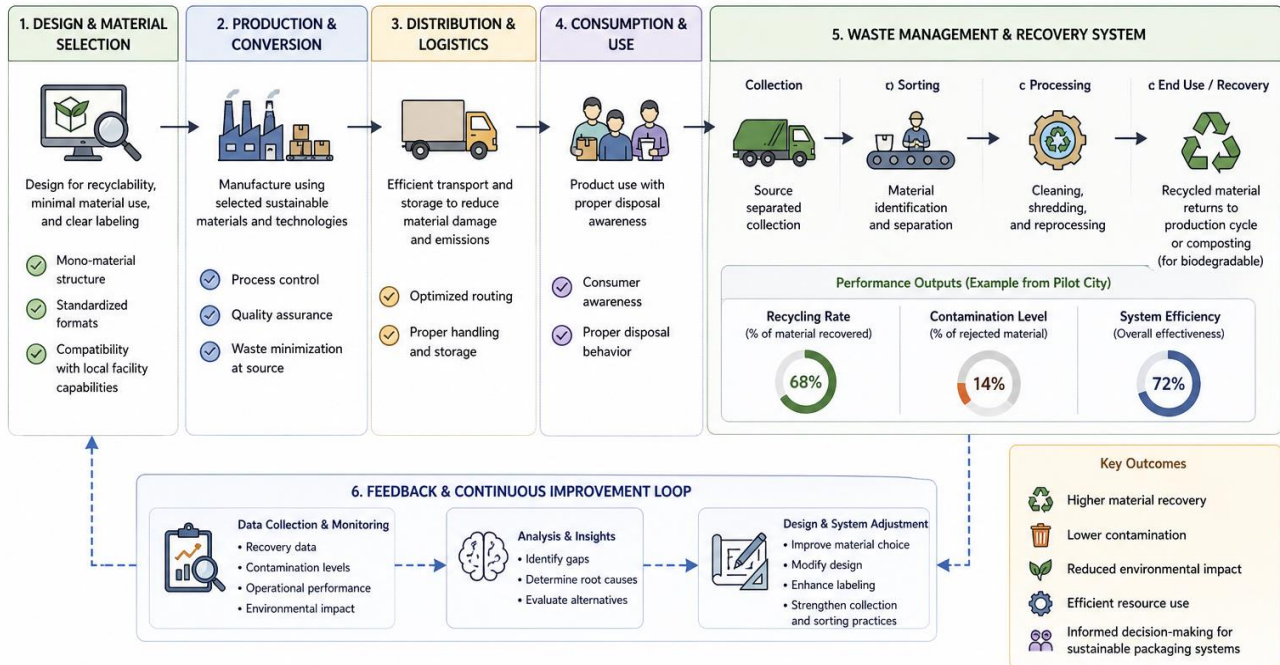 1. DESIGN & MATERIAL
SELECTION
Design for recyclability,
minimal material use,
and clear labeling
Mono-material
structure
Standardized
formats
Compatibility
with local facility
capabilities
2. PRODUCTION &
CONVERSION
Manufacture using
selected sustainable
materials and technologies
Process control
Quality assurance
Waste minimization
at source
3. DISTRIBUTION &
LOGISTICS
Efficient transport and
storage to reduce
material damage
and emissions
Optimized routing
Proper handling
and storage
4. CONSUMPTION &
USE
Product use with
proper disposal
awareness
Consumer
awareness
Proper disposal
behavior
5. WASTE MANAGEMENT & RECOVERY SYSTEM
Collection
Source
separated
collection
c) Sorting
Material
identification
and separation
c Processing
Cleaning,
shredding,
and reprocessing
c End Use / Recovery
Recycled material
returns to
production cycle
or composting
(for biodegradable)
Performance Outputs (Example from Pilot City)
Recycling Rate
(% of material recovered)
68%
Contamination Level
(% of rejected material)
14%
System Efficiency
(Overall effectiveness)
72%
6. FEEDBACK & CONTINUOUS IMPROVEMENT LOOP
Data Collection & Monitoring
• Recovery data
• Contamination levels
• Operational performance
• Environmental impact
Analysis & Insights
• Identify gaps
• Determine root causes
• Evaluate alternatives
Design & System Adjustment
• Improve material choice
• Modify design
• Enhance labeling
• Strengthen collection
and sorting practices
Key Outcomes
Higher material recovery
Lower contamination
Reduced environmental impact
Efficient resource use
Informed decision-making for
sustainable packaging systems